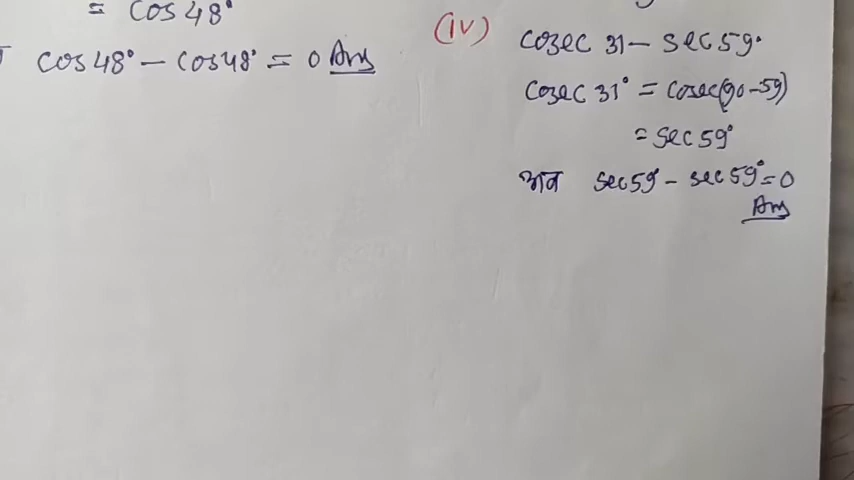 = cos 48°
cos 48° - cos 48° = 0 Ans
(iv) cosec 31 - sec 59°
cosec 31° = cosec(90-59)
= sec 59°
अब sec 59° - sec 59° = 0
Ans